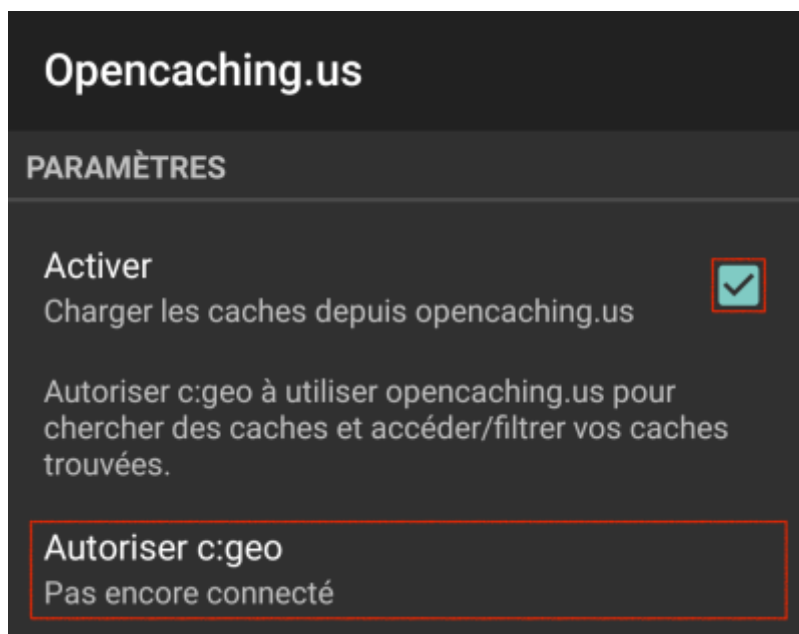 Opencaching.us
PARAMÈTRES
Activer
Charger les caches depuis opencaching.us
Autoriser c:geo à utiliser opencaching.us pour
chercher des caches et accéder/filtrer vos caches
trouvées.
Autoriser c:geo
Pas encore connecté